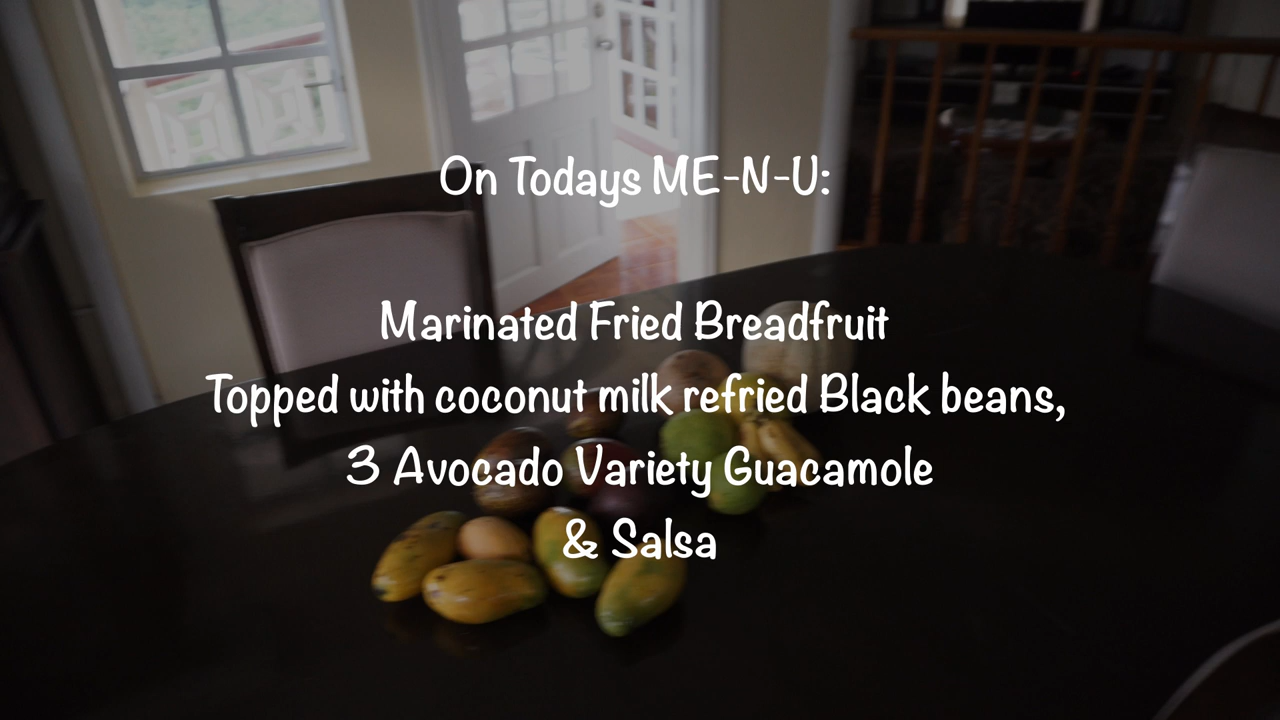 On Todays ME-N-U:
Marinated Fried Breadfruit
Topped with coconut milk refried Black beans,
3 Avocado Variety Guacamole
& Salsa